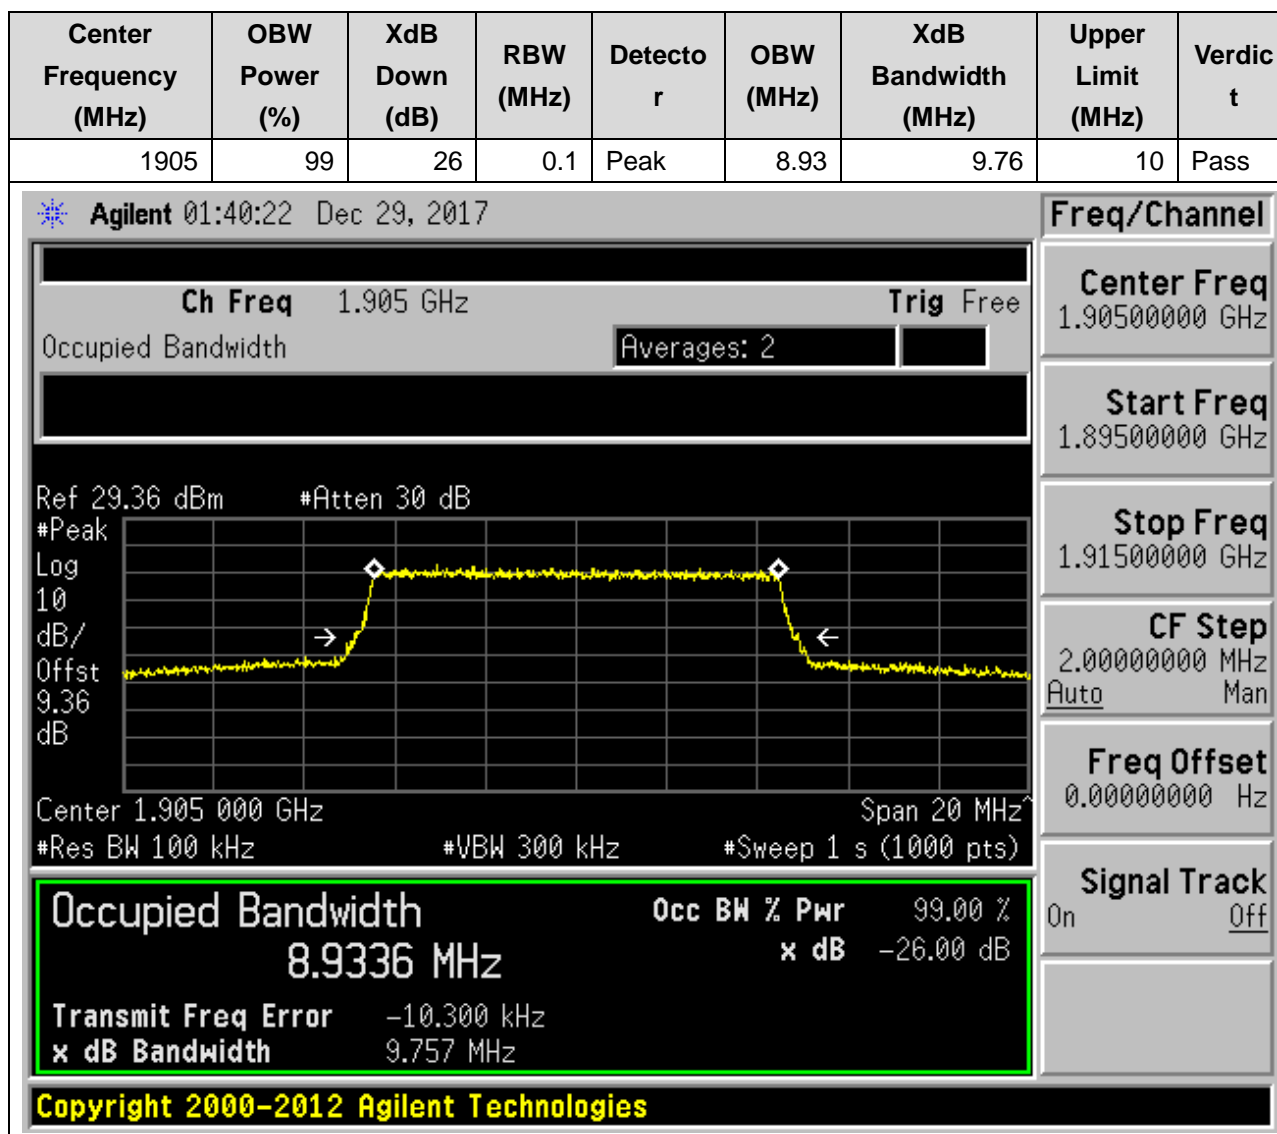 Center Frequency (MHz) OBW Power (%) XdB Down (dB) RBW (MHz) Detecto r OBW (MHz) XdB Bandwidth (MHz) Upper Limit (MHz) Verdic t
1905 99 26 0.1 Peak 8.93 9.76 10 Pass
Agilent 01:40:22 Dec 29, 2017
Freq/Channel
Ch Freq 1.905 GHz Trig Free
Occupied Bandwidth Averages: 2
Center Freq
1.90500000 GHz
Start Freq
1.89500000 GHz
Stop Freq
1.91500000 GHz
CF Step
2.00000000 MHz
Auto Man
Freq Offset
0.00000000 Hz
Signal Track
On Off
Ref 29.36 dBm #Atten 30 dB
#Peak
Log
10
dB/
Offst
9.36
dB
Center 1.905 000 GHz Span 20 MHz^
#Res BW 100 kHz #VBW 300 kHz #Sweep 1 s (1000 pts)
Occupied Bandwidth Occ BW % Pwr 99.00 %
8.9336 MHz x dB -26.00 dB
Transmit Freq Error -10.300 kHz
x dB Bandwidth 9.757 MHz
Copyright 2000-2012 Agilent Technologies